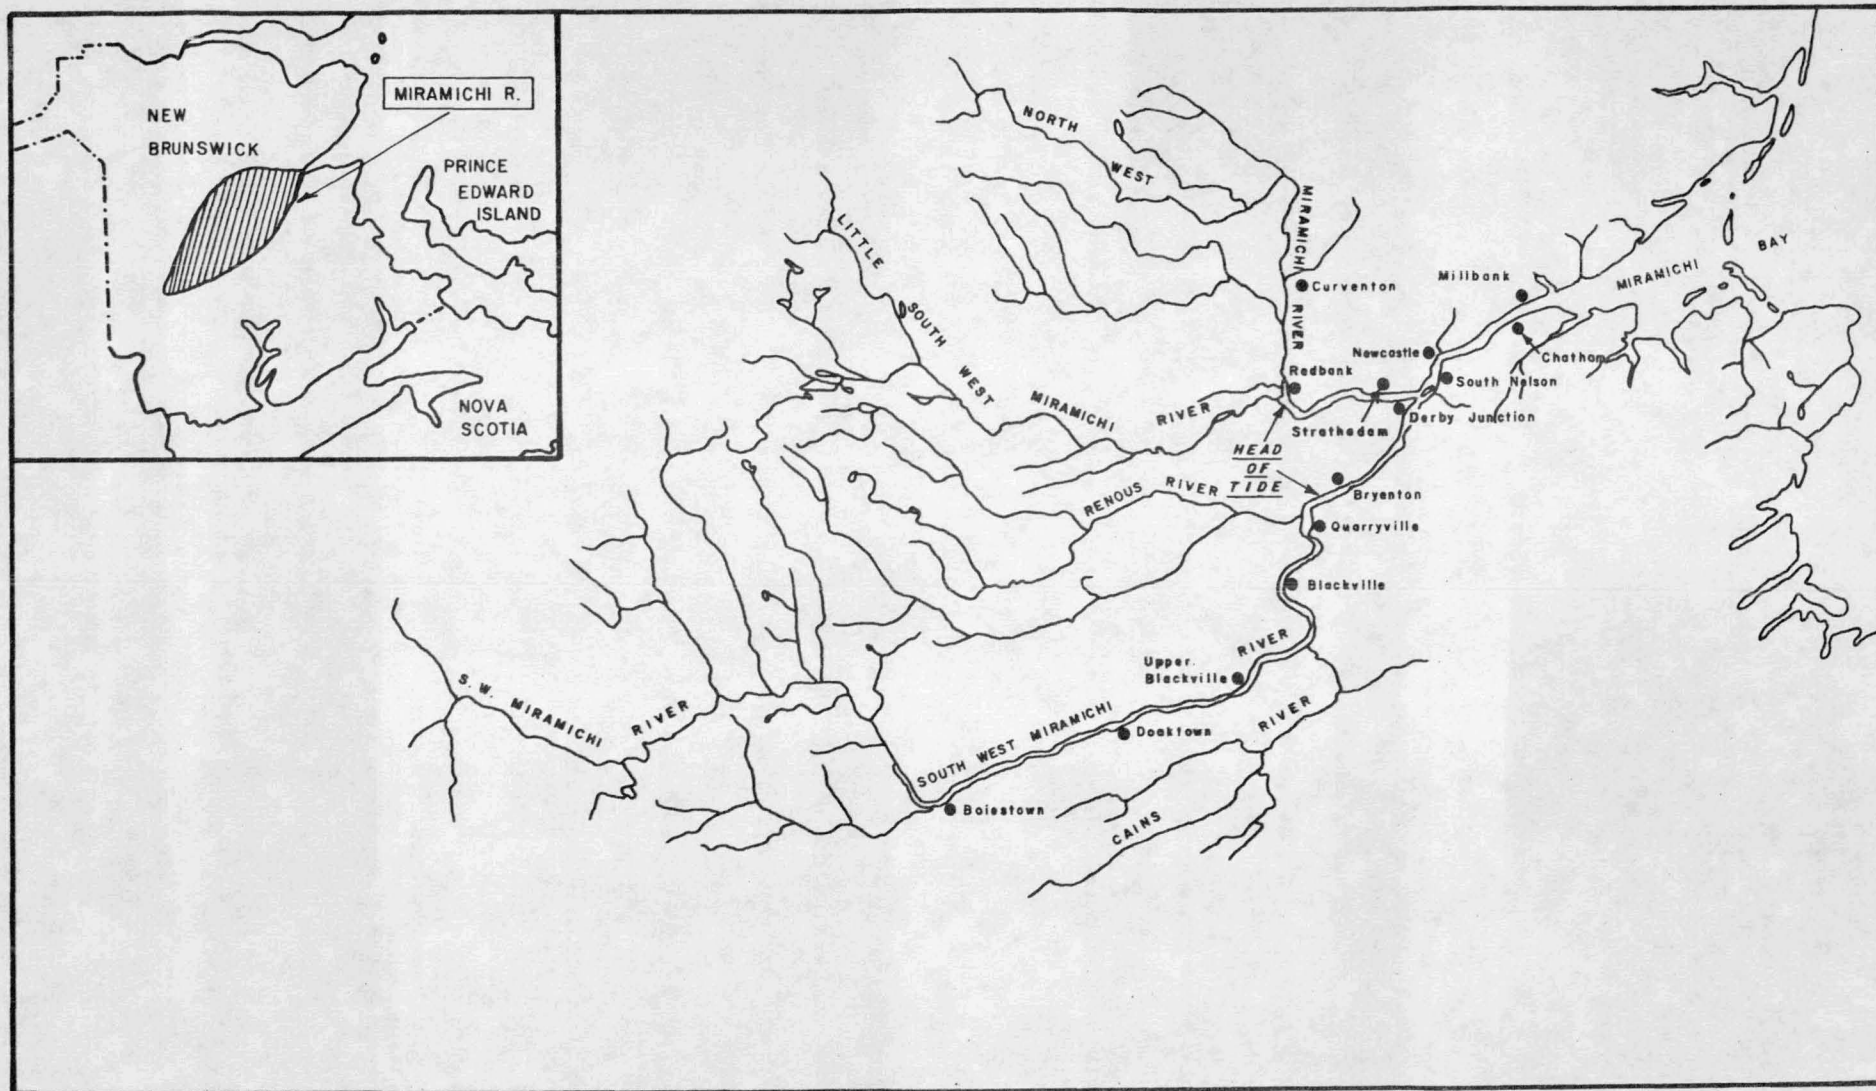 MIRAMICHI R.
NEW
BRUNSWICK
PRINCE
EDWARD
ISLAND
NOVA
SCOTIA
NORTH WEST MIRAMICHI RIVER
LITTLE SOUTH WEST MIRAMICHI RIVER
Curventon
Millbank
MIRAMICHI BAY
Newcastle
Chatham
Redbank
South Nelson
Strathadam
Derby Junction
HEAD
OF
TIDE
RENOUS RIVER
Bryenton
Quarryville
Blackville
Upper
Blackville
S.W. MIRAMICHI RIVER
SOUTH WEST MIRAMICHI RIVER
Doaktown
Boiestown
CAINS RIVER